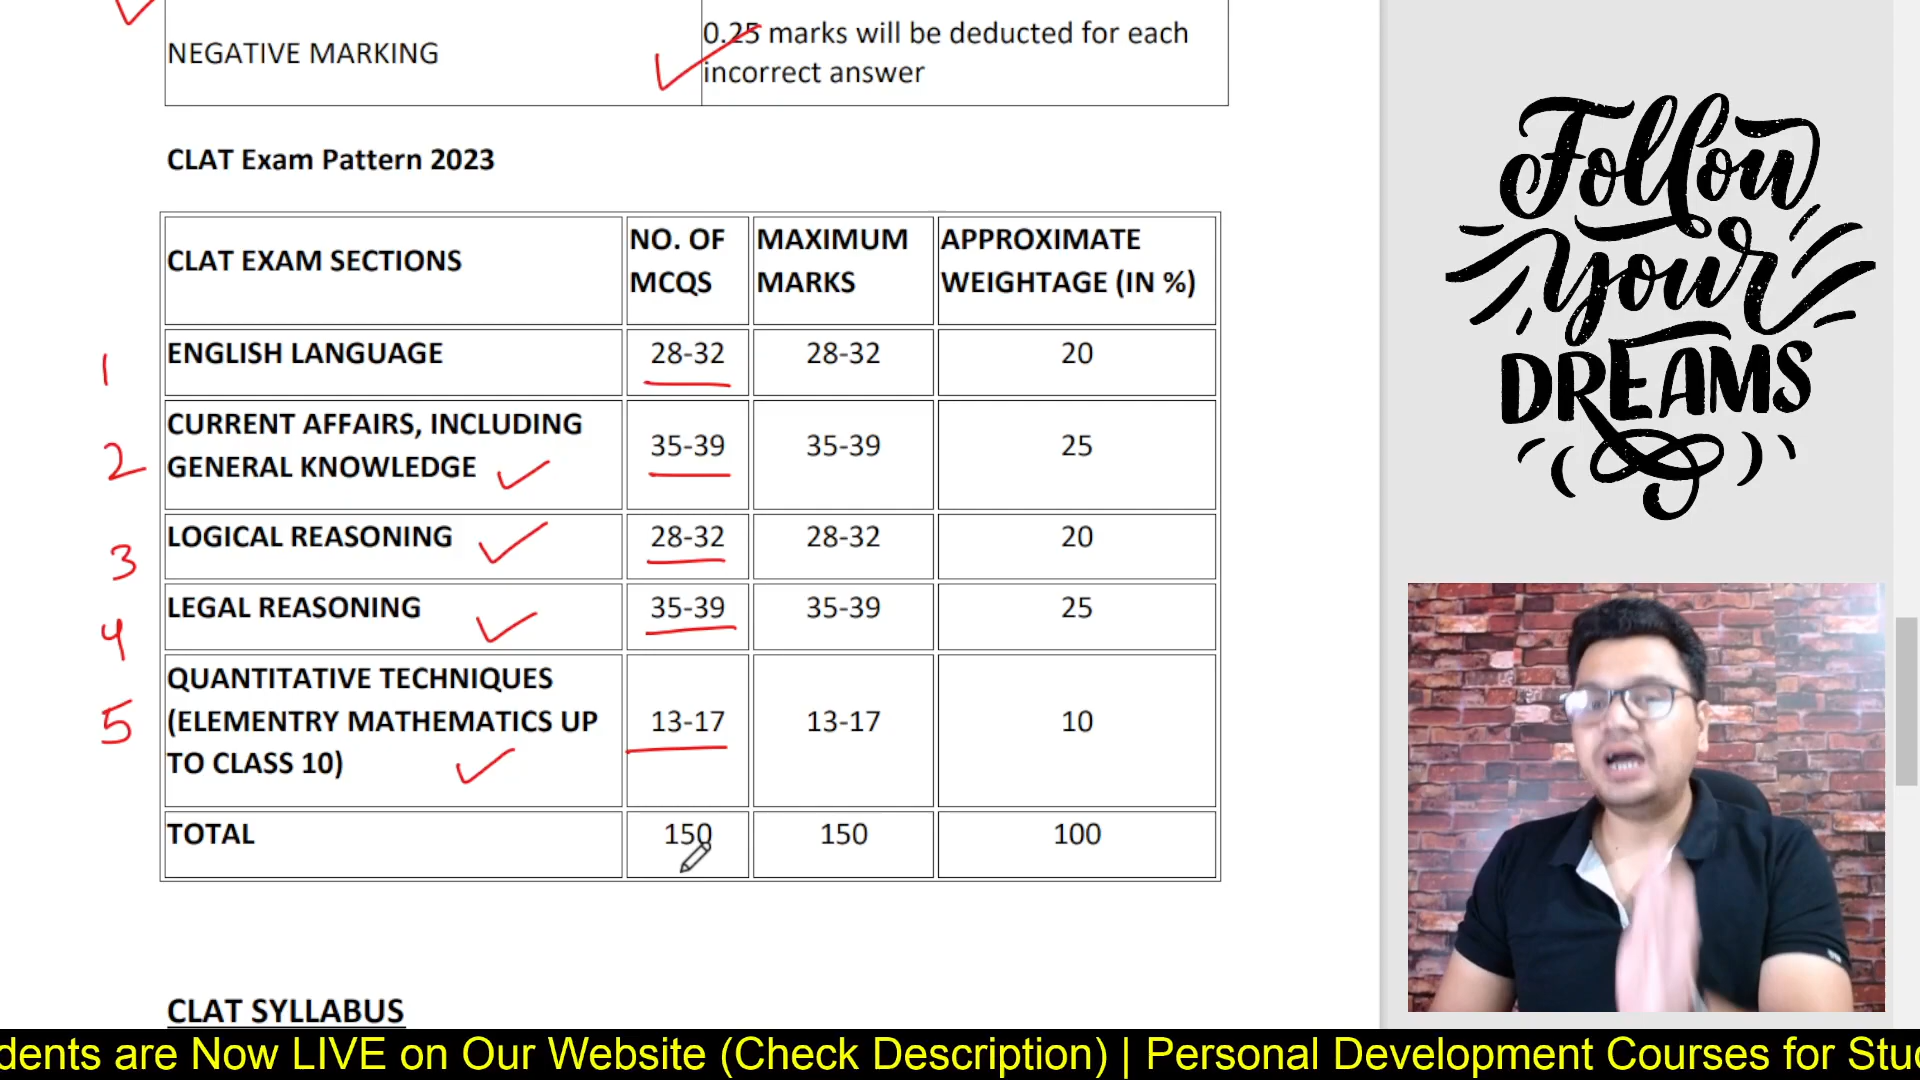 NEGATIVE MARKING
0.25 marks will be deducted for each
incorrect answer
CLAT Exam Pattern 2023
CLAT EXAM SECTIONS
NO. OF
MCQS
MAXIMUM
MARKS
APPROXIMATE
WEIGHTAGE (IN %)
1
ENGLISH LANGUAGE
28-32
28-32
20
2
CURRENT AFFAIRS, INCLUDING
GENERAL KNOWLEDGE
35-39
35-39
25
3
LOGICAL REASONING
28-32
28-32
20
4
LEGAL REASONING
35-39
35-39
25
5
QUANTITATIVE TECHNIQUES
(ELEMENTRY MATHEMATICS UP
TO CLASS 10)
13-17
13-17
10
TOTAL
150
150
100
CLAT SYLLABUS
Follow
Your
DREAMS
dents are Now LIVE on Our Website (Check Description) | Personal Development Courses for Stu